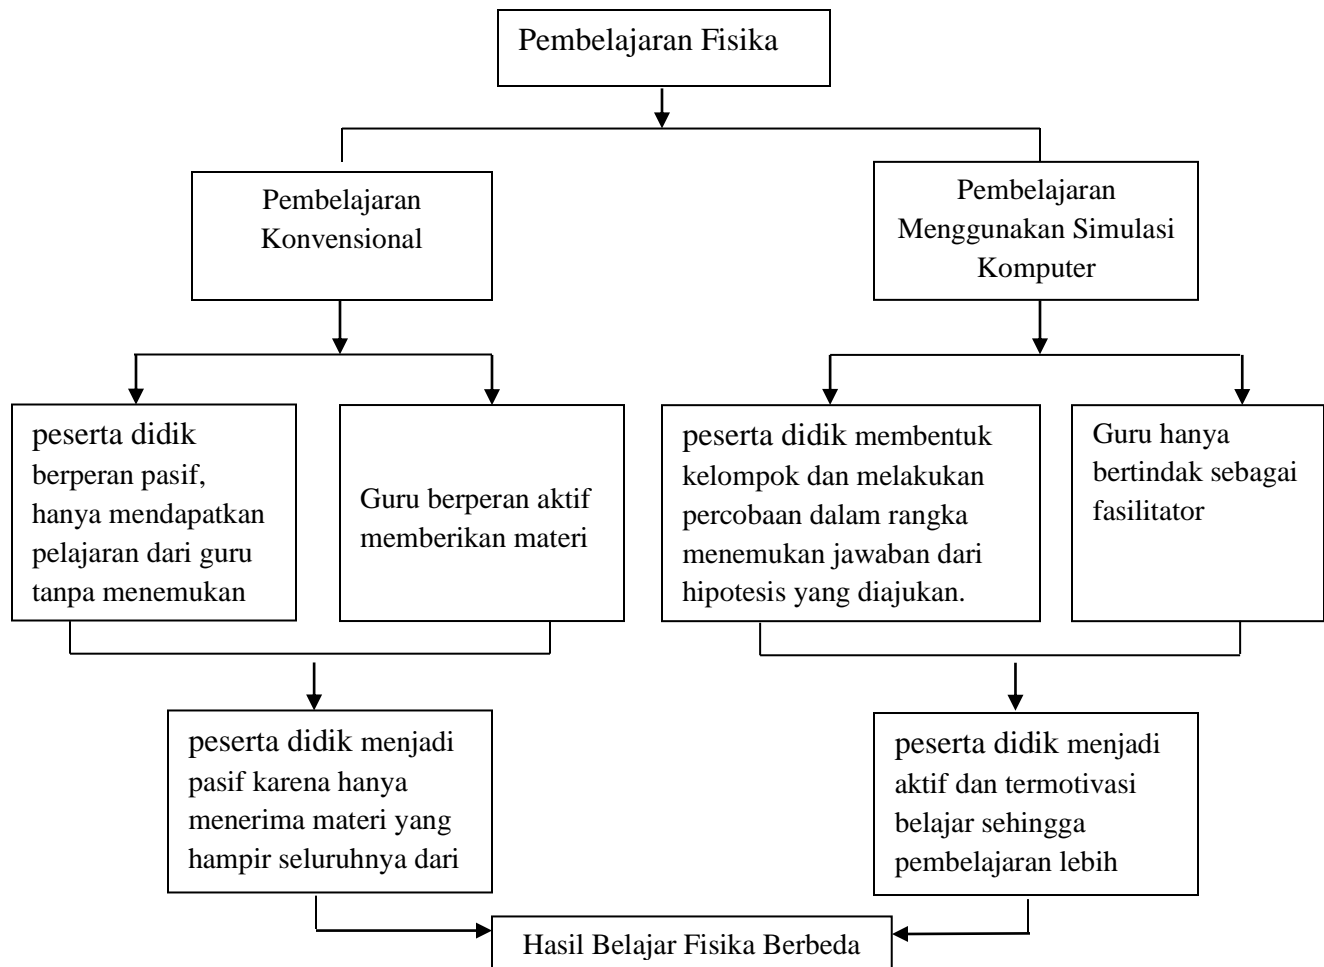 Pembelajaran Fisika
Pembelajaran
Konvensional
Pembelajaran
Menggunakan Simulasi
Komputer
peserta didik
berperan pasif,
hanya mendapatkan
pelajaran dari guru
tanpa menemukan
Guru berperan aktif
memberikan materi
peserta didik membentuk
kelompok dan melakukan
percobaan dalam rangka
menemukan jawaban dari
hipotesis yang diajukan.
Guru hanya
bertindak sebagai
fasilitator
peserta didik menjadi
pasif karena hanya
menerima materi yang
hampir seluruhnya dari
peserta didik menjadi
aktif dan termotivasi
belajar sehingga
pembelajaran lebih
Hasil Belajar Fisika Berbeda